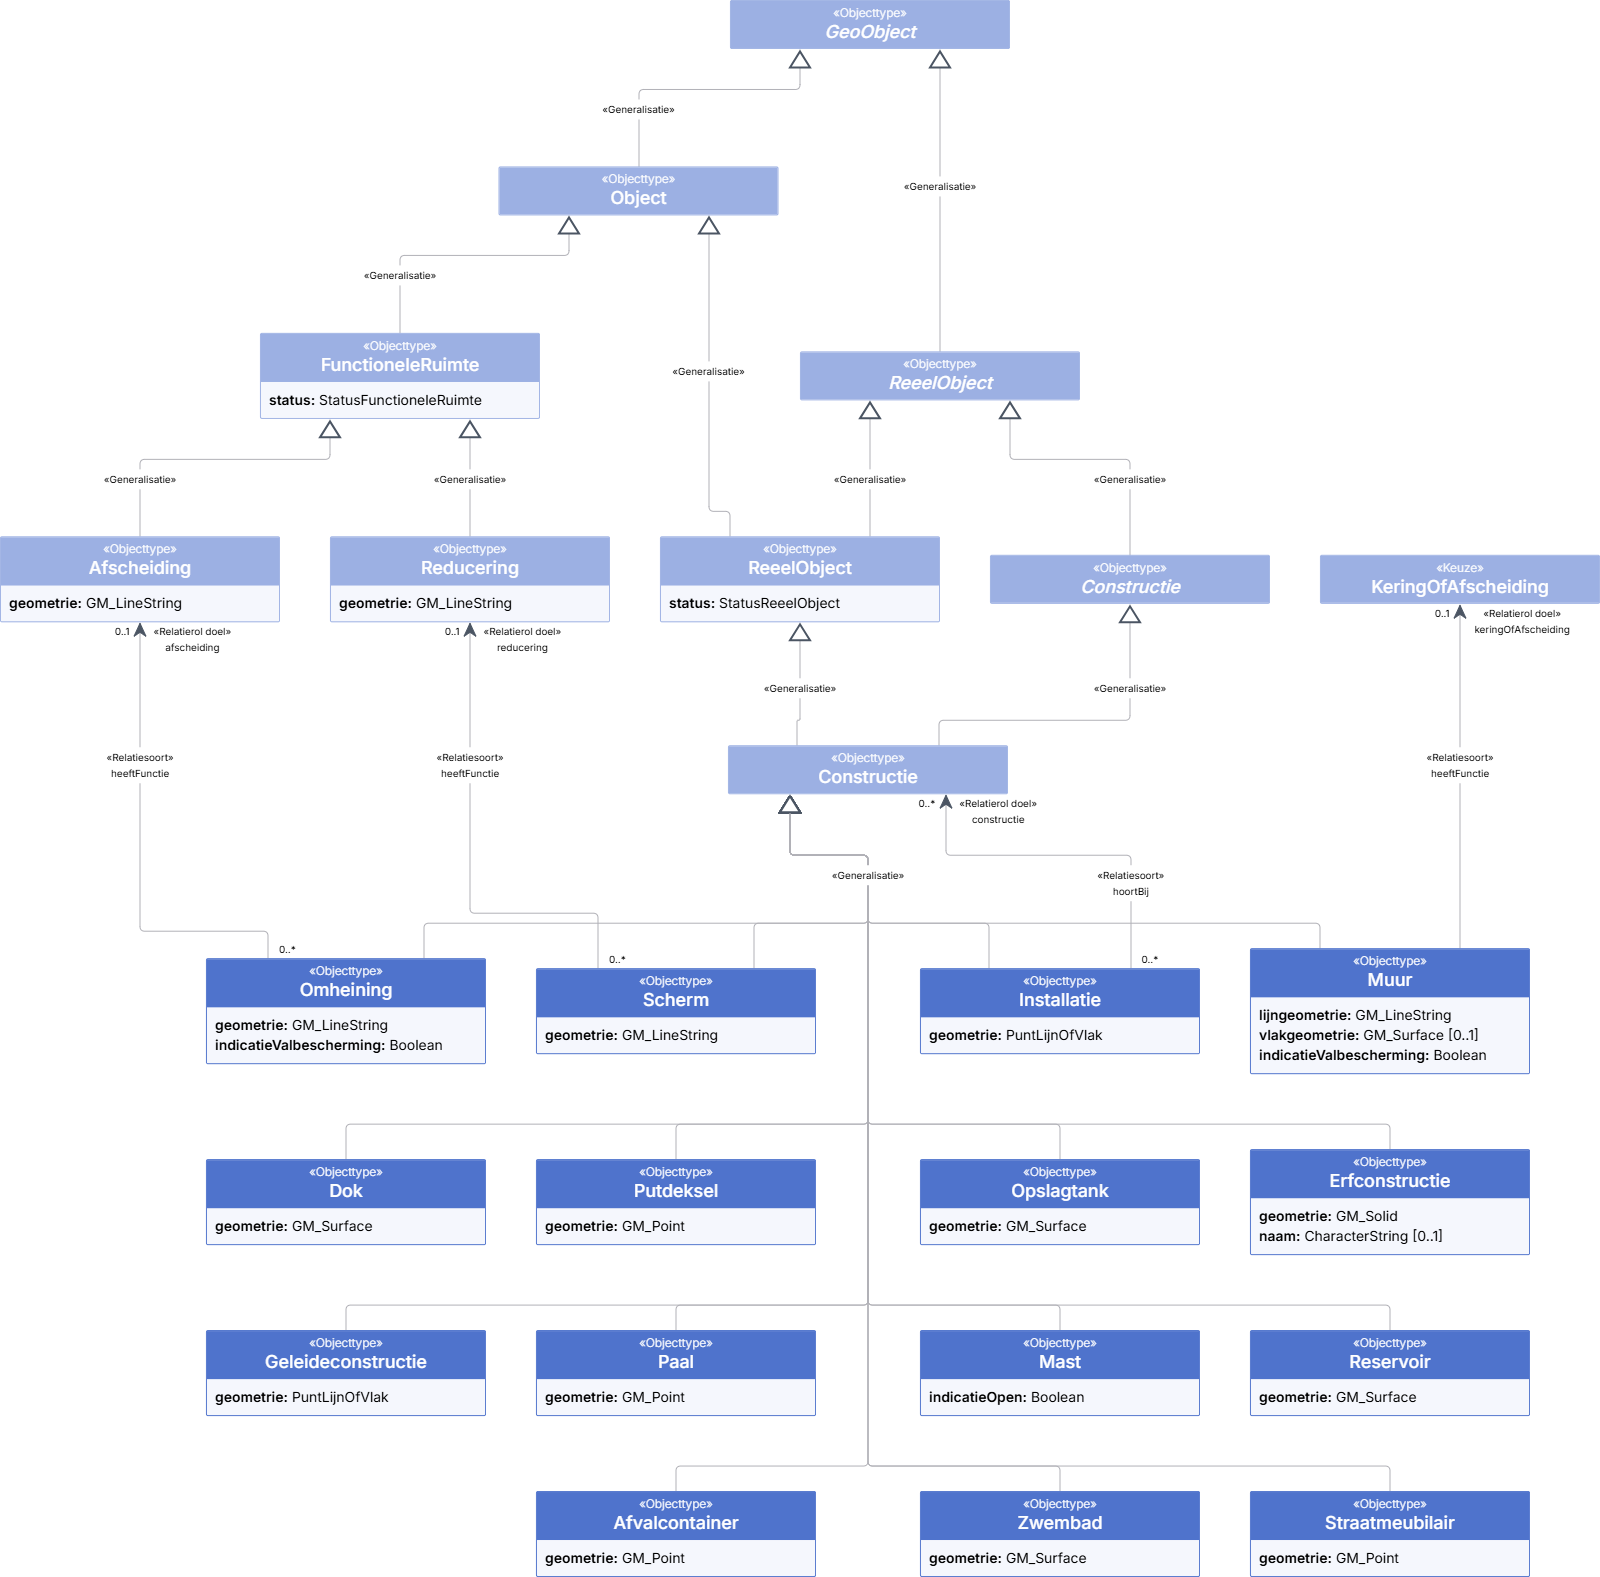 «Objecttype»
GeoObject
«Generalisatie»
«Generalisatie»
«Objecttype»
Object
«Generalisatie»
«Generalisatie»
«Objecttype»
FunctioneleRuimte
status: StatusFunctioneleRuimte
«Objecttype»
ReeelObject
«Generalisatie»
«Generalisatie»
«Generalisatie»
«Generalisatie»
«Objecttype»
Afscheiding
geometrie: GM_LineString
«Objecttype»
Reducering
geometrie: GM_LineString
«Objecttype»
ReeelObject
status: StatusReeelObject
«Objecttype»
Constructie
«Keuze»
KeringOfAfscheiding
0..1
«Relatierol doel»
afscheiding
0..1
«Relatierol doel»
reducering
0..1
«Relatierol doel»
keringOfAfscheiding
«Generalisatie»
«Generalisatie»
«Relatiesoort»
heeftFunctie
«Relatiesoort»
heeftFunctie
«Relatiesoort»
heeftFunctie
«Objecttype»
Constructie
0..*
«Relatierol doel»
constructie
«Generalisatie»
«Relatiesoort»
hoortBij
0..*
0..*
0..*
«Objecttype»
Omheining
geometrie: GM_LineString
indicatieValbescherming: Boolean
«Objecttype»
Scherm
geometrie: GM_LineString
«Objecttype»
Installatie
geometrie: PuntLijnOfVlak
«Objecttype»
Muur
lijngeometrie: GM_LineString
vlakgeometrie: GM_Surface [0..1]
indicatieValbescherming: Boolean
«Objecttype»
Dok
geometrie: GM_Surface
«Objecttype»
Putdeksel
geometrie: GM_Point
«Objecttype»
Opslagtank
geometrie: GM_Surface
«Objecttype»
Erfconstructie
geometrie: GM_Solid
naam: CharacterString [0..1]
«Objecttype»
Geleideconstructie
geometrie: PuntLijnOfVlak
«Objecttype»
Paal
geometrie: GM_Point
«Objecttype»
Mast
indicatieOpen: Boolean
«Objecttype»
Reservoir
geometrie: GM_Surface
«Objecttype»
Afvalcontainer
geometrie: GM_Point
«Objecttype»
Zwembad
geometrie: GM_Surface
«Objecttype»
Straatmeubilair
geometrie: GM_Point